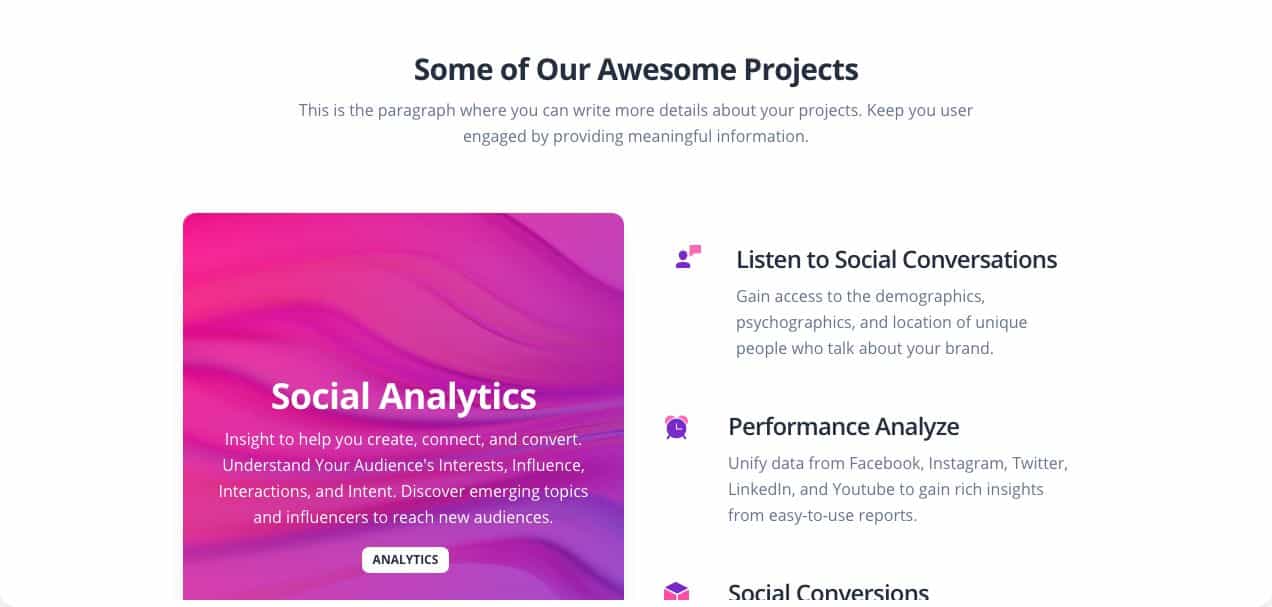 Some of Our Awesome Projects
This is the paragraph where you can write more details about your projects. Keep you user
engaged by providing meaningful information.
Social Analytics
Insight to help you create, connect, and convert.
Understand Your Audience's Interests, Influence,
Interactions, and Intent. Discover emerging topics
and influencers to reach new audiences.
ANALYTICS
Listen to Social Conversations
Gain access to the demographics,
psychographics, and location of unique
people who talk about your brand.
Performance Analyze
Unify data from Facebook, Instagram, Twitter,
LinkedIn, and Youtube to gain rich insights
from easy-to-use reports.
Social Conversions